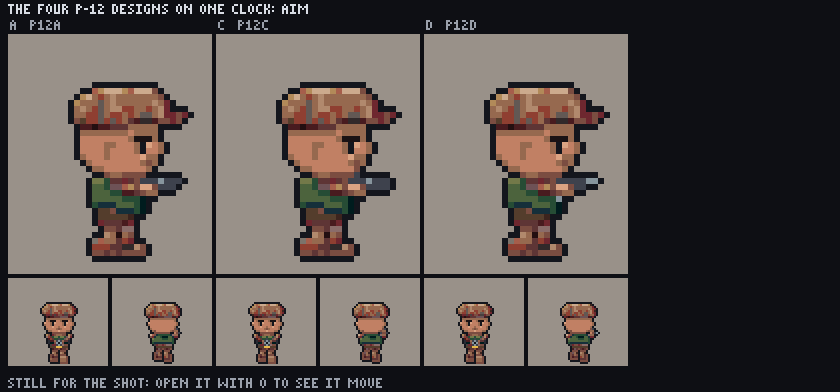 THE FOUR P-12 DESIGNS ON ONE CLOCK: AIM
A P12A
C P12C
D P12D
STILL FOR THE SHOT: OPEN IT WITH O TO SEE IT MOVE